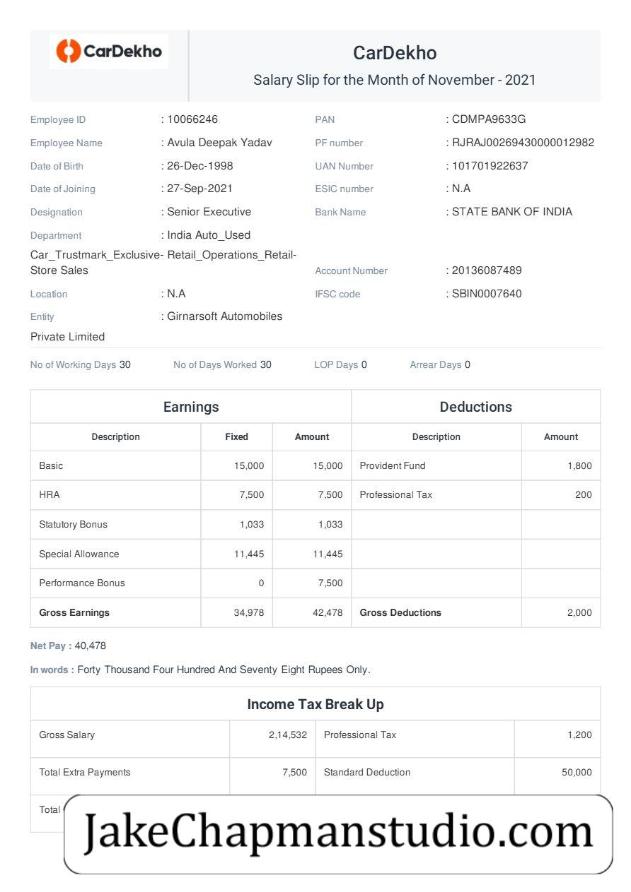 CarDekho
CarDekho
Salary Slip for the Month of November - 2021
Employee ID : 10066246 PAN : CDMPA9633G
Employee Name : Avula Deepak Yadav PF number : RJRAJ00269430000012982
Date of Birth : 26-Dec-1998 UAN Number : 101701922637
Date of Joining : 27-Sep-2021 ESIC number : N.A
Designation : Senior Executive Bank Name : STATE BANK OF INDIA
Department : India Auto_Used
Car_Trustmark_Exclusive- Retail_Operations_Retail-
Store Sales Account Number : 20136087489
Location : N.A IFSC code : SBIN0007640
Entity : Girnarsoft Automobiles
Private Limited
No of Working Days 30 No of Days Worked 30 LOP Days 0 Arrear Days 0
Earnings Deductions
Description Fixed Amount Description Amount
Basic 15,000 15,000 Provident Fund 1,800
HRA 7,500 7,500 Professional Tax 200
Statutory Bonus 1,033 1,033
Special Allowance 11,445 11,445
Performance Bonus 0 7,500
Gross Earnings 34,978 42,478 Gross Deductions 2,000
Net Pay : 40,478
In words : Forty Thousand Four Hundred And Seventy Eight Rupees Only.
Income Tax Break Up
Gross Salary 2,14,532 Professional Tax 1,200
Total Extra Payments 7,500 Standard Deduction 50,000
Total
JakeChapmanstudio.com